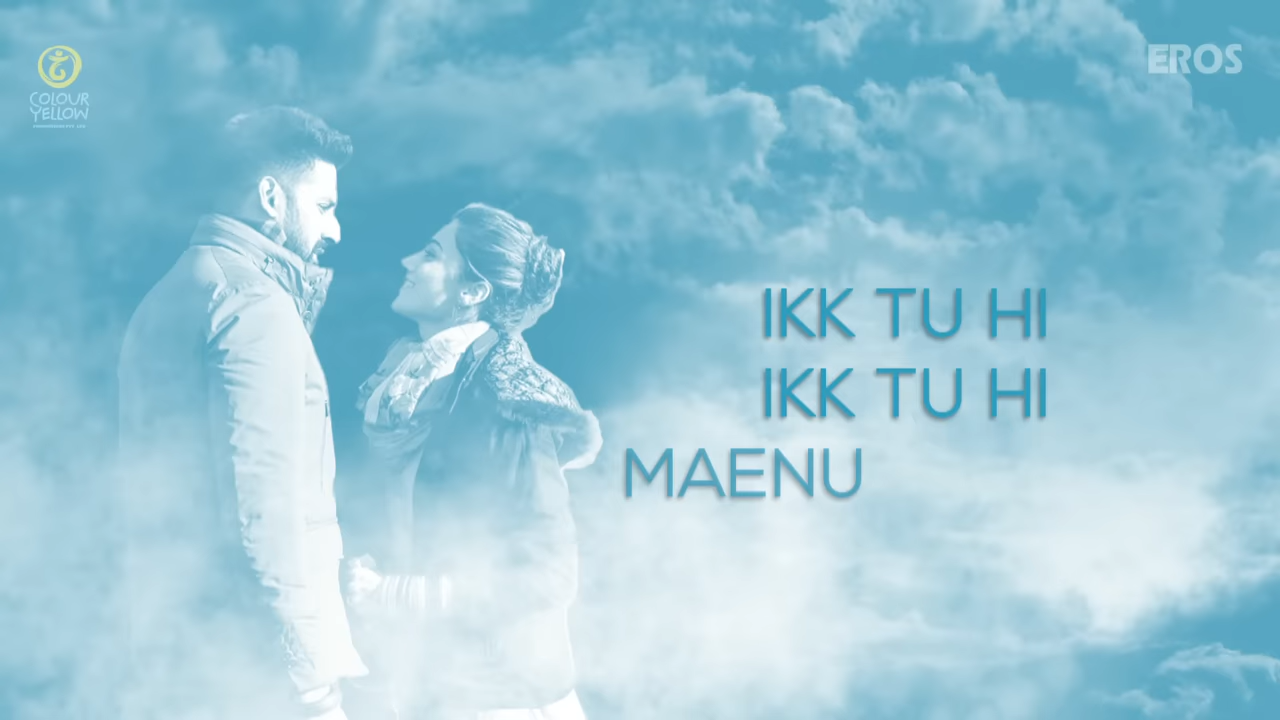 COLOUR
YELLOW
EROS
IKK TU HI
IKK TU HI
MAENU